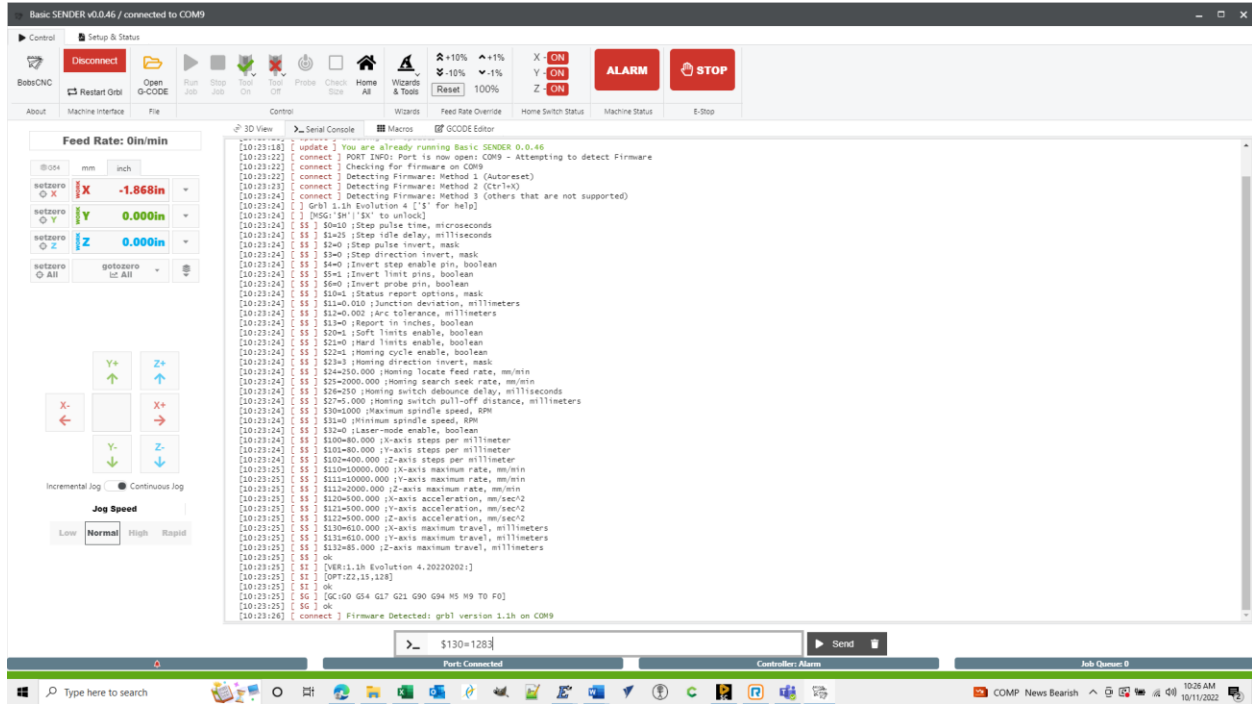 Basic SENDER v0.0.46 / connected to COM9
Control Setup & Status
BobsCNC
Disconnect
Restart Grbl
Open G-CODE
Run Job
Stop Job
Tool On
Tool Off
Probe
Check Size
Home All
Wizards & Tools
+10% +1%
-10% -1%
Reset 100%
X - ON
Y - ON
Z - ON
ALARM
STOP
About Machine Interface File Control Wizards Feed Rate Override Home Switch Status Machine Status E-Stop
Feed Rate: 0in/min
G54 mm inch
setzero X WORK X -1.868in
setzero Y WORK Y 0.000in
setzero Z WORK Z 0.000in
setzero All gotozero All
Y+ Z+
X- X+
Y- Z-
Incremental Jog Continuous Jog
Jog Speed
Low Normal High Rapid
3D View Serial Console Macros GCODE Editor
[10:23:18] [ update ] You are already running Basic SENDER 0.0.46
[10:23:22] [ connect ] PORT INFO: Port is now open: COM9 - Attempting to detect Firmware
[10:23:22] [ connect ] Checking for firmware on COM9
[10:23:22] [ connect ] Detecting Firmware: Method 1 (Autoreset)
[10:23:23] [ connect ] Detecting Firmware: Method 2 (Ctrl+X)
[10:23:24] [ connect ] Detecting Firmware: Method 3 (others that are not supported)
[10:23:24] [ ] Grbl 1.1h Evolution 4 ['$' for help]
[10:23:24] [ ] [MSG:'$H'|'$X' to unlock]
[10:23:24] [ $$ ] $0=10 ;Step pulse time, microseconds
[10:23:24] [ $$ ] $1=25 ;Step idle delay, milliseconds
[10:23:24] [ $$ ] $2=0 ;Step pulse invert, mask
[10:23:24] [ $$ ] $3=0 ;Step direction invert, mask
[10:23:24] [ $$ ] $4=0 ;Invert step enable pin, boolean
[10:23:24] [ $$ ] $5=1 ;Invert limit pins, boolean
[10:23:24] [ $$ ] $6=0 ;Invert probe pin, boolean
[10:23:24] [ $$ ] $10=1 ;Status report options, mask
[10:23:24] [ $$ ] $11=0.010 ;Junction deviation, millimeters
[10:23:24] [ $$ ] $12=0.002 ;Arc tolerance, millimeters
[10:23:24] [ $$ ] $13=0 ;Report in inches, boolean
[10:23:24] [ $$ ] $20=1 ;Soft limits enable, boolean
[10:23:24] [ $$ ] $21=0 ;Hard limits enable, boolean
[10:23:24] [ $$ ] $22=1 ;Homing cycle enable, boolean
[10:23:24] [ $$ ] $23=3 ;Homing direction invert, mask
[10:23:24] [ $$ ] $24=250.000 ;Homing locate feed rate, mm/min
[10:23:24] [ $$ ] $25=2000.000 ;Homing search seek rate, mm/min
[10:23:24] [ $$ ] $26=250 ;Homing switch debounce delay, milliseconds
[10:23:24] [ $$ ] $27=5.000 ;Homing switch pull-off distance, millimeters
[10:23:24] [ $$ ] $30=1000 ;Maximum spindle speed, RPM
[10:23:24] [ $$ ] $31=0 ;Minimum spindle speed, RPM
[10:23:24] [ $$ ] $32=0 ;Laser-mode enable, boolean
[10:23:24] [ $$ ] $100=80.000 ;X-axis steps per millimeter
[10:23:24] [ $$ ] $101=80.000 ;Y-axis steps per millimeter
[10:23:24] [ $$ ] $102=400.000 ;Z-axis steps per millimeter
[10:23:25] [ $$ ] $110=10000.000 ;X-axis maximum rate, mm/min
[10:23:25] [ $$ ] $111=10000.000 ;Y-axis maximum rate, mm/min
[10:23:25] [ $$ ] $112=2000.000 ;Z-axis maximum rate, mm/min
[10:23:25] [ $$ ] $120=500.000 ;X-axis acceleration, mm/sec^2
[10:23:25] [ $$ ] $121=500.000 ;Y-axis acceleration, mm/sec^2
[10:23:25] [ $$ ] $122=500.000 ;Z-axis acceleration, mm/sec^2
[10:23:25] [ $$ ] $130=610.000 ;X-axis maximum travel, millimeters
[10:23:25] [ $$ ] $131=610.000 ;Y-axis maximum travel, millimeters
[10:23:25] [ $$ ] $132=85.000 ;Z-axis maximum travel, millimeters
[10:23:25] [ $$ ] ok
[10:23:25] [ $I ] [VER:1.1h Evolution 4.20220202:]
[10:23:25] [ $I ] [OPT:Z2,15,128]
[10:23:25] [ $I ] ok
[10:23:25] [ $G ] [GC:G0 G54 G17 G21 G90 G94 M5 M9 T0 F0]
[10:23:25] [ $G ] ok
[10:23:26] [ connect ] Firmware Detected: grbl version 1.1h on COM9
>_ $130=1283 Send
Port: Connected Controller: Alarm Job Queue: 0
Type here to search COMP News Bearish 10:26 AM
10/11/2022